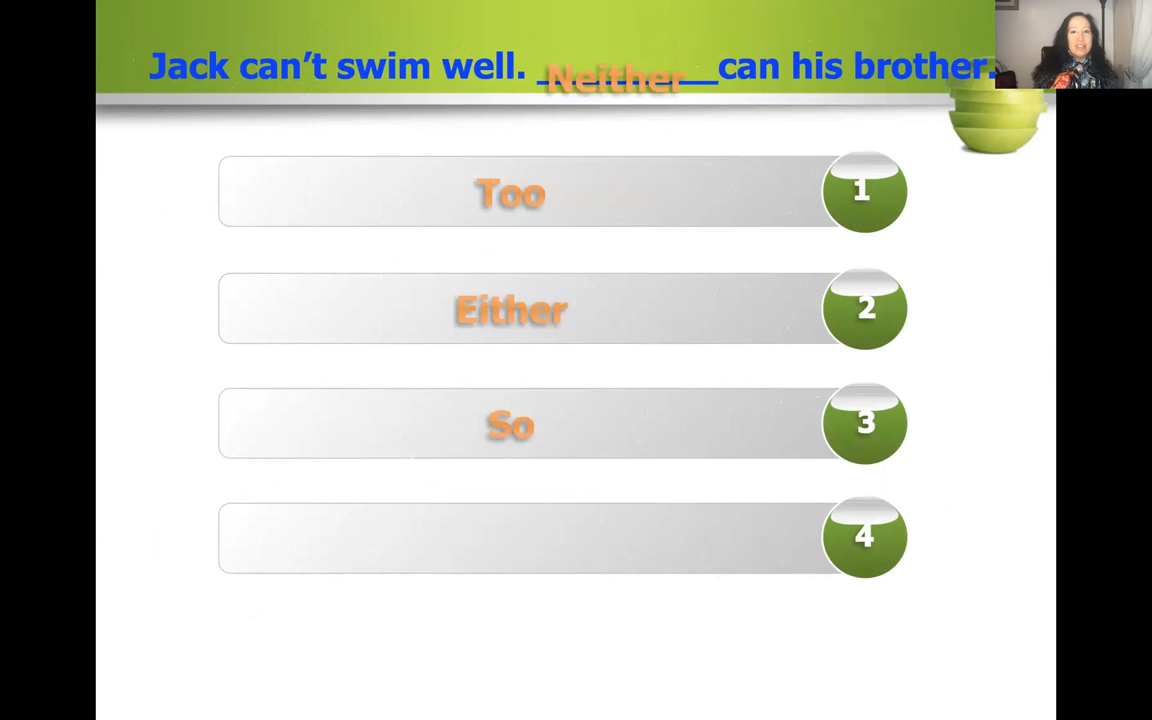 Jack can't swim well. Neither can his brother.
Too 1
Either 2
So 3
4